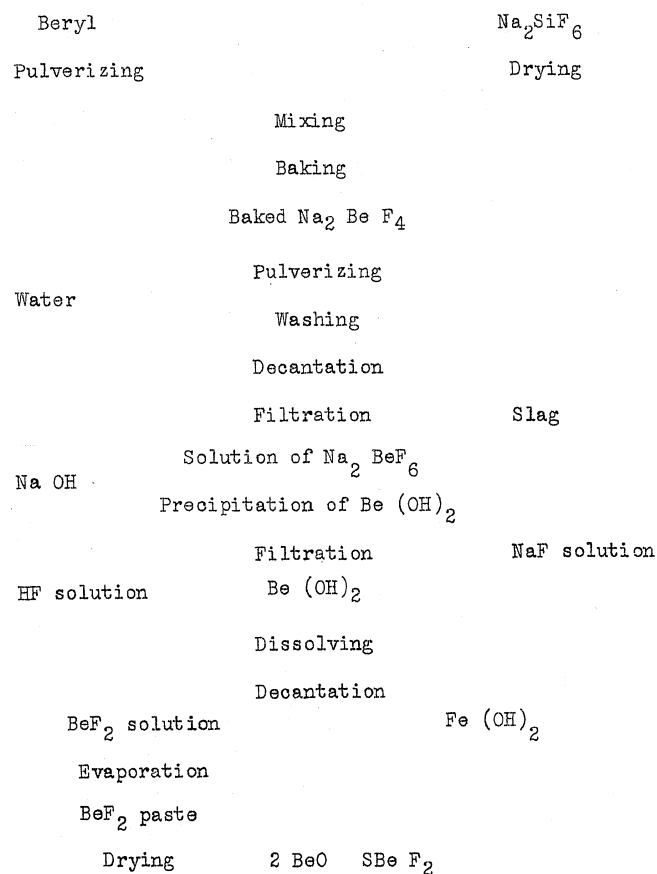 Beryl Na2SiF6
Pulverizing Drying
Mixing
Baking
Baked Na2 Be F4
Pulverizing
Water
Washing
Decantation
Filtration Slag
Solution of Na2 BeF6
Na OH
Precipitation of Be (OH)2
Filtration NaF solution
HF solution Be (OH)2
Dissolving
Decantation
BeF2 solution Fe (OH)2
Evaporation
BeF2 paste
Drying 2 BeO SBe F2